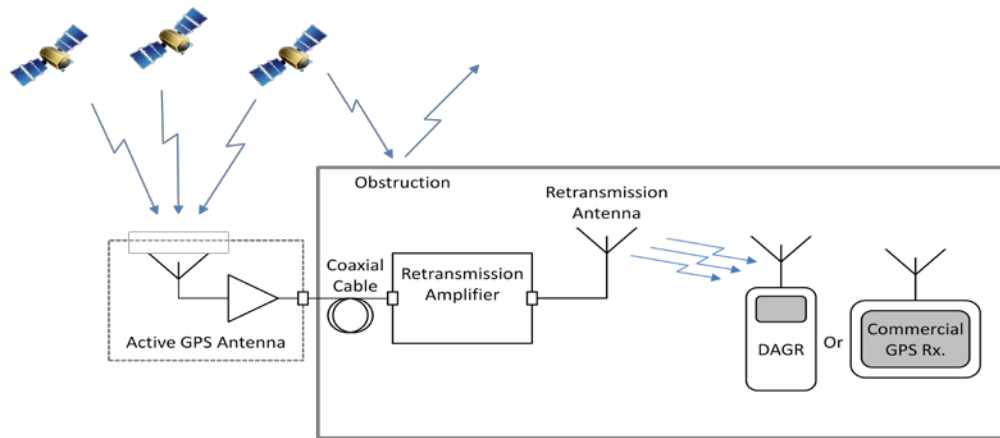 Obstruction
Retransmission
Antenna
Coaxial
Cable
Retransmission
Amplifier
Active GPS Antenna
DAGR
Or
Commercial
GPS Rx.